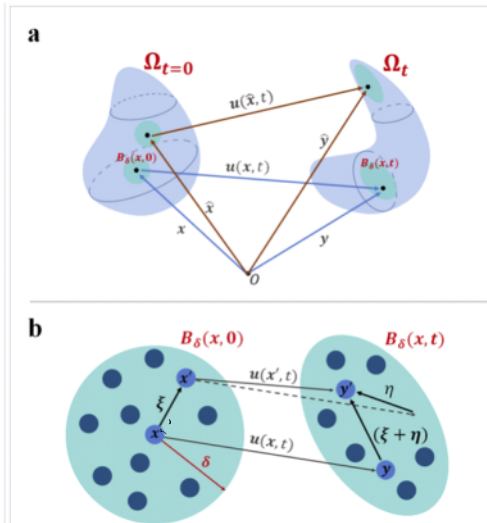 a
Ω_{t=0}
Ω_t
u(x̂, t)
B_δ(x,0)
u(x, t)
B_δ(x,t)
x̂
ŷ
x
y
O
b
B_δ(x, 0)
B_δ(x, t)
x′
u(x′, t)
y′
η
ξ
(ξ + η)
x
u(x, t)
y
δ